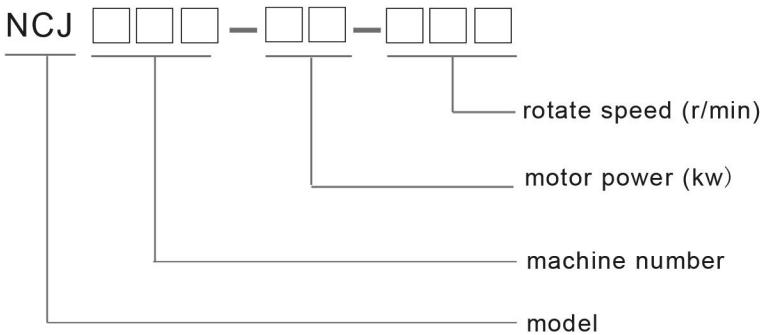 NCJ □□□ – □□ – □□□
rotate speed (r/min)
motor power (kw）
machine number
model